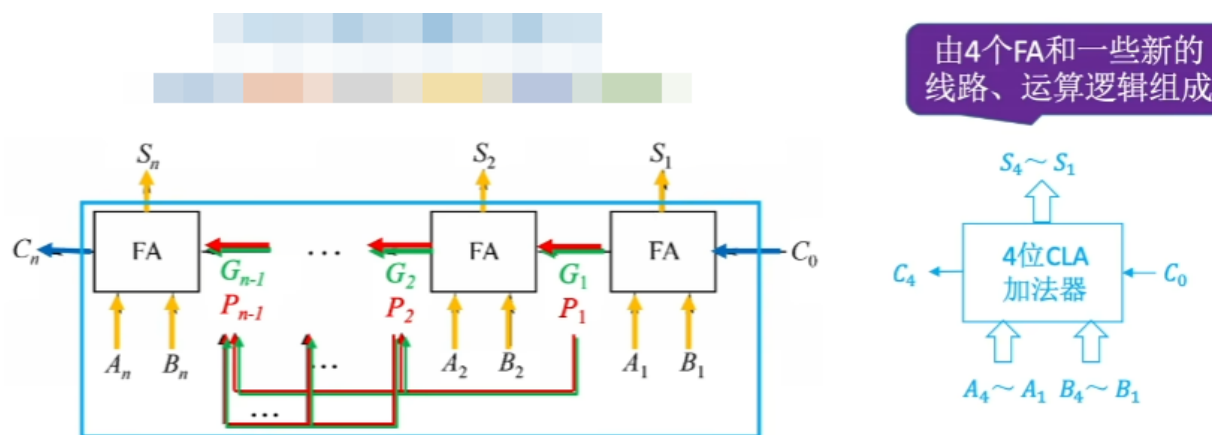 由4个FA和一些新的
线路、运算逻辑组成
Sₙ S₂ S₁
Cₙ FA ... FA FA C₀
Gₙ₋₁ G₂ G₁
Pₙ₋₁ P₂ P₁
Aₙ Bₙ ... A₂ B₂ A₁ B₁
...
S₄～S₁
C₄ 4位CLA C₀
加法器
A₄～A₁ B₄～B₁